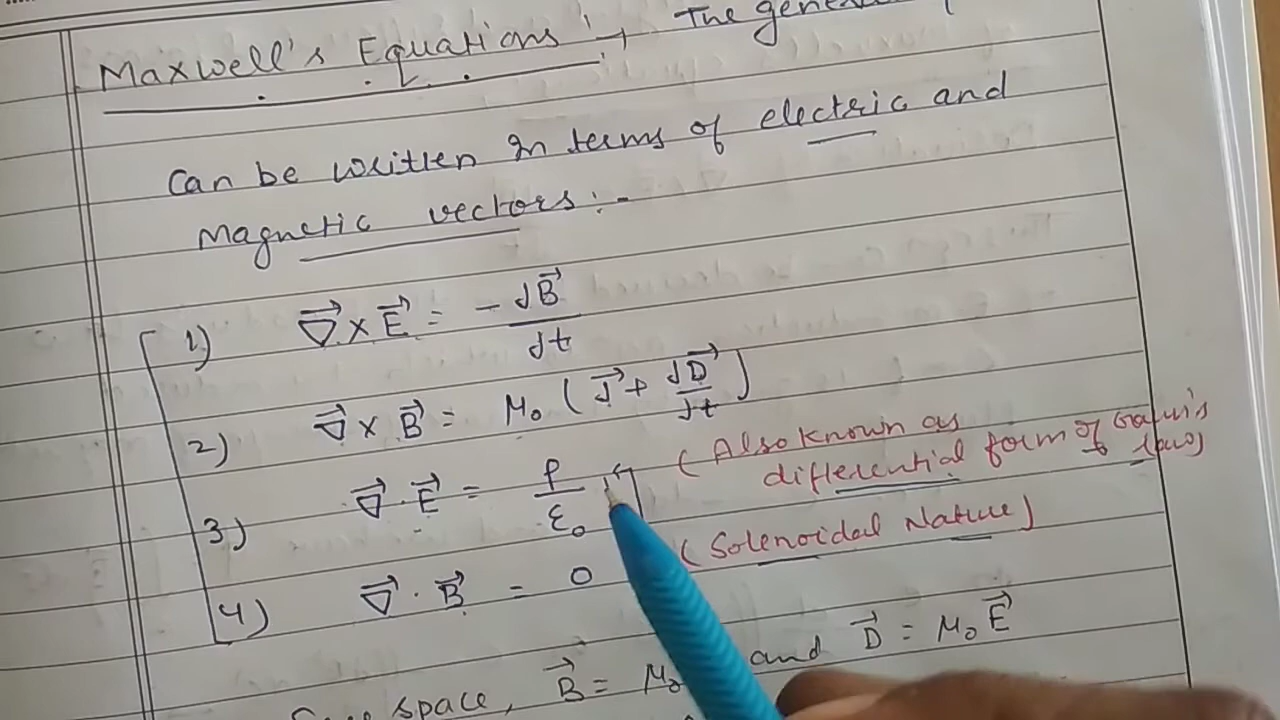 Maxwell's Equations :→ The general
can be written in terms of electric and
Magnetic vectors :-
1) ∇⃗ × E⃗ = - ∂B⃗/∂t
2) ∇⃗ × B⃗ = μ₀ ( J⃗ + ∂D⃗/∂t )
3) ∇⃗ · E⃗ = ρ/ε₀ (Also known as
differential form of Gauss's
law)
4) ∇⃗ · B⃗ = 0 (Solenoidal Nature)
space, B⃗ = μ₀ and D⃗ = μ₀ E⃗